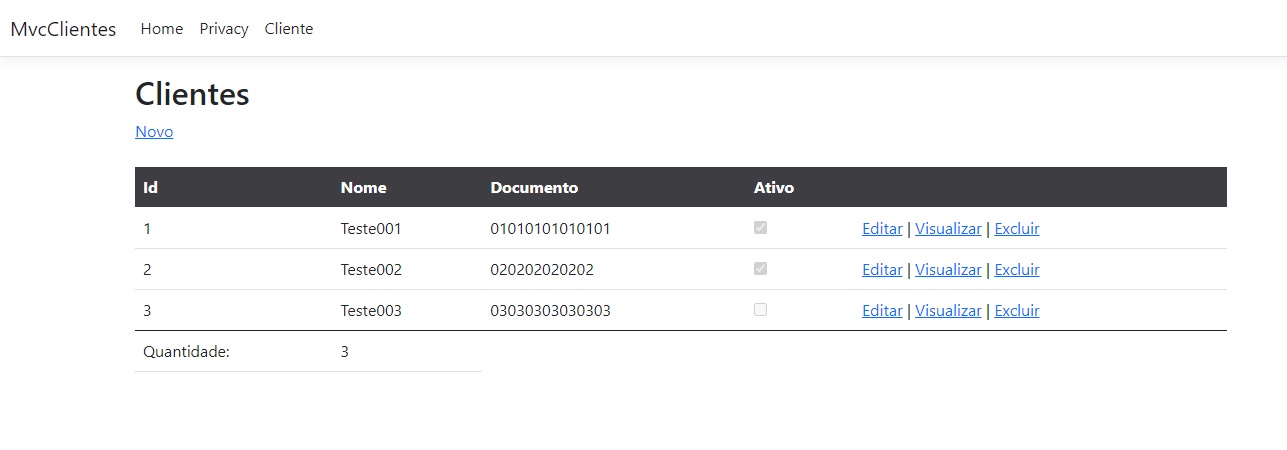 MvcClientes Home Privacy Cliente
Clientes
Novo
Id Nome Documento Ativo
1 Teste001 01010101010101 Editar | Visualizar | Excluir
2 Teste002 020202020202 Editar | Visualizar | Excluir
3 Teste003 03030303030303 Editar | Visualizar | Excluir
Quantidade: 3